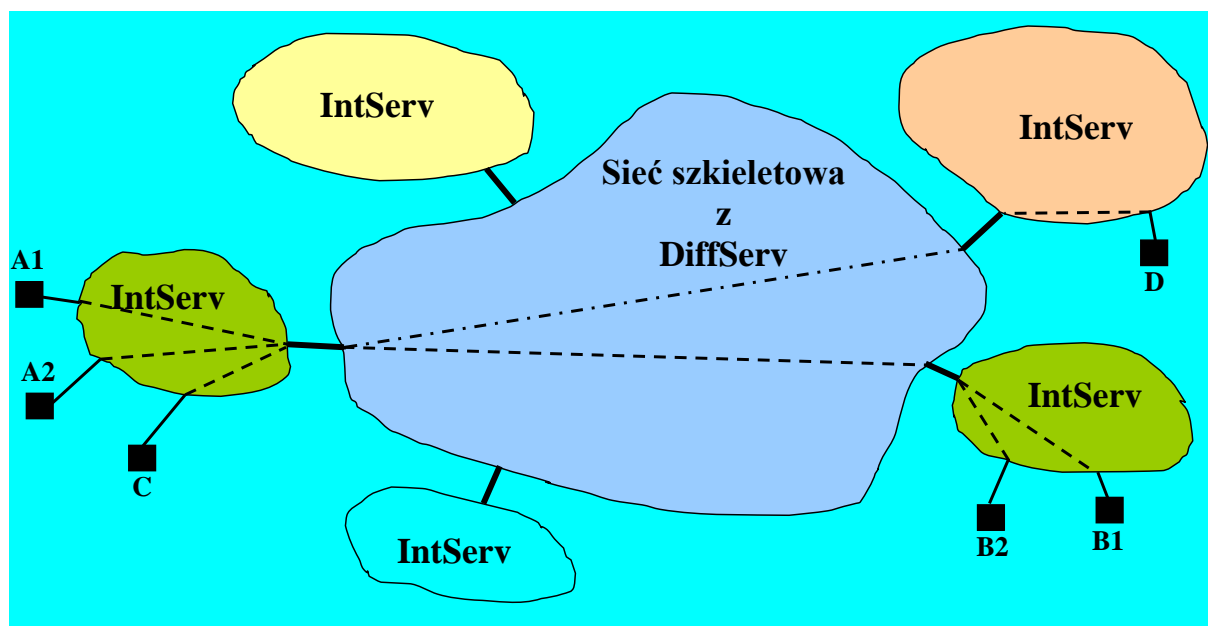 IntServ
IntServ
Sieć szkieletowa
z
DiffServ
A1
IntServ
D
A2
IntServ
C
B2
B1
IntServ